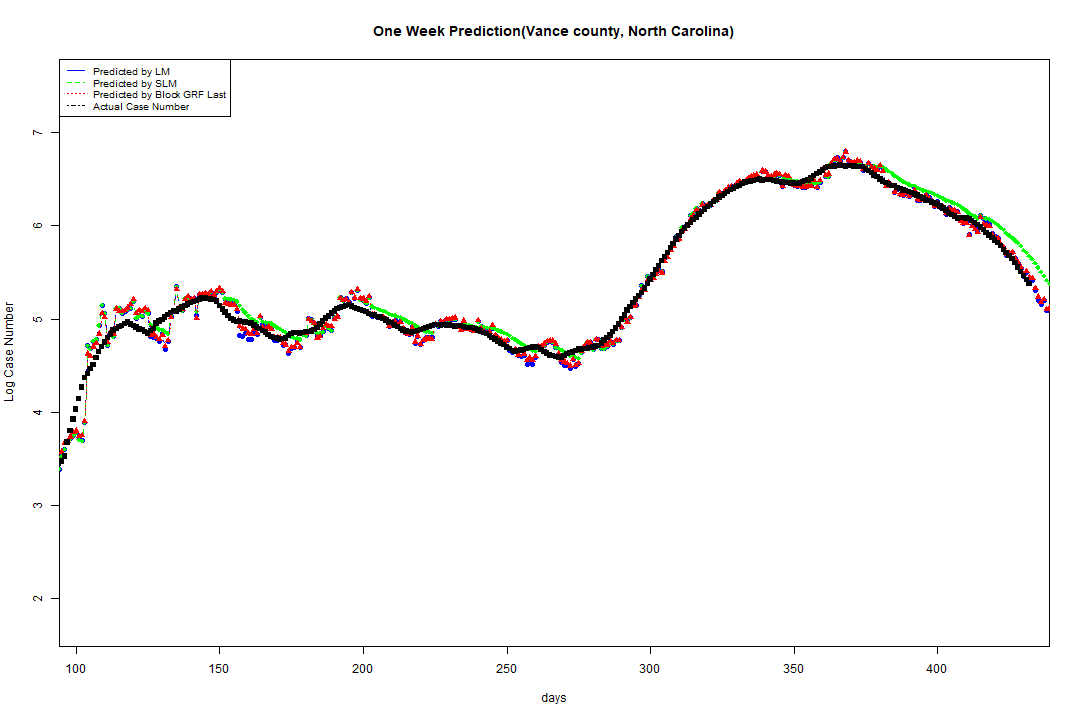 One Week Prediction(Vance county, North Carolina)
Predicted by LM
Predicted by SLM
Predicted by Block GRF Last
Actual Case Number
7
6
5
4
3
2
Log Case Number
100 150 200 250 300 350 400
days